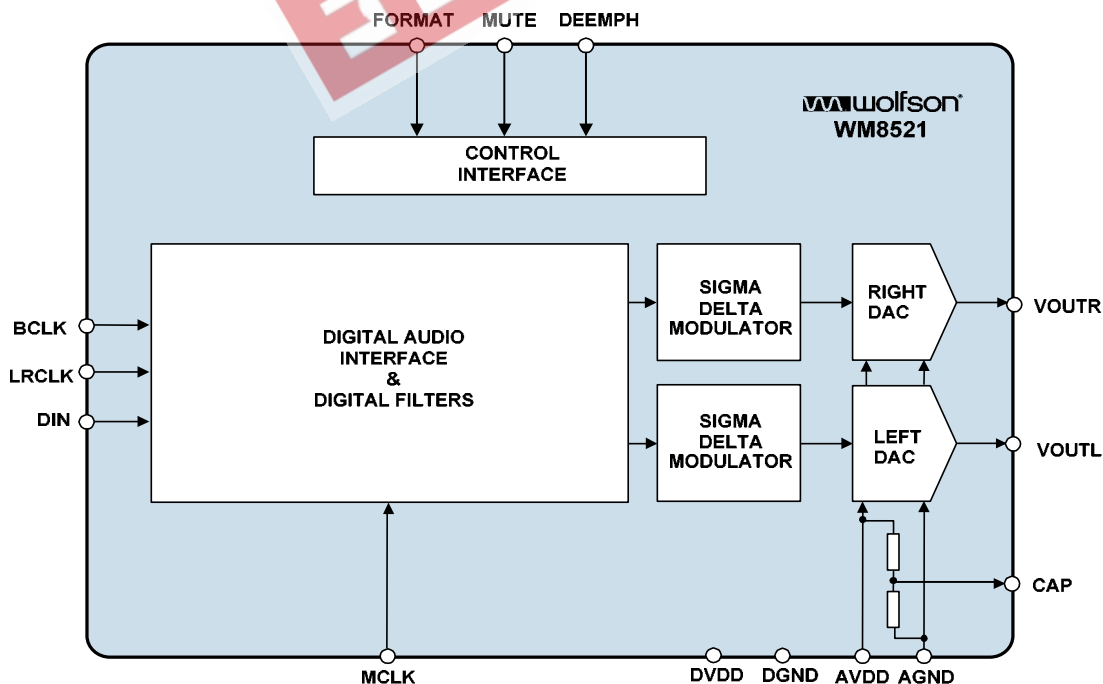 FORMAT MUTE DEEMPH
wolfson
WM8521
CONTROL
INTERFACE
BCLK
LRCLK
DIN
DIGITAL AUDIO
INTERFACE
&
DIGITAL FILTERS
SIGMA
DELTA
MODULATOR
RIGHT
DAC
VOUTR
SIGMA
DELTA
MODULATOR
LEFT
DAC
VOUTL
CAP
MCLK
DVDD DGND AVDD AGND